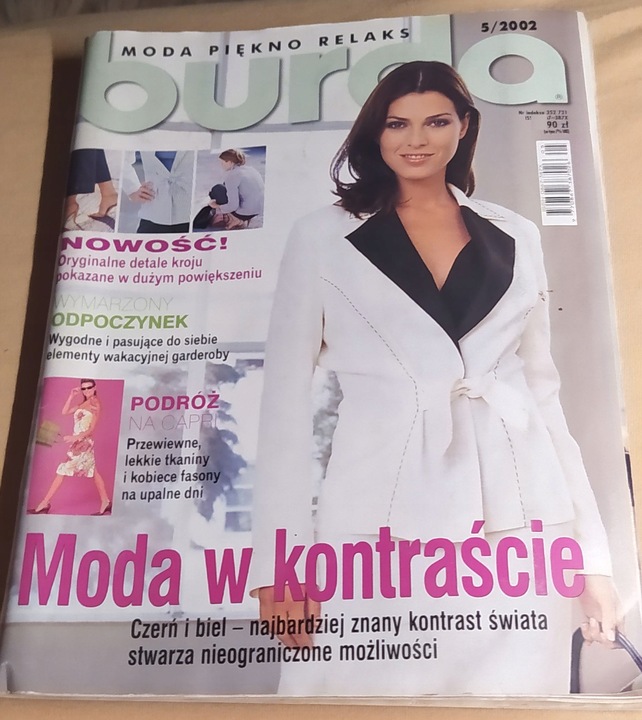 MODA PIĘKNO RELAKS
5/2002
burda
90 zł
NOWOŚĆ!
Oryginalne detale kroju
pokazane w dużym powiększeniu
WYMARZONY
ODPOCZYNEK
Wygodne i pasujące do siebie
elementy wakacyjnej garderoby
PODRÓŻ
NA CAPRI
Przewiewne,
lekkie tkaniny
i kobiece fasony
na upalne dni
Moda w kontraście
Czerń i biel – najbardziej znany kontrast świata
stwarza nieograniczone możliwości